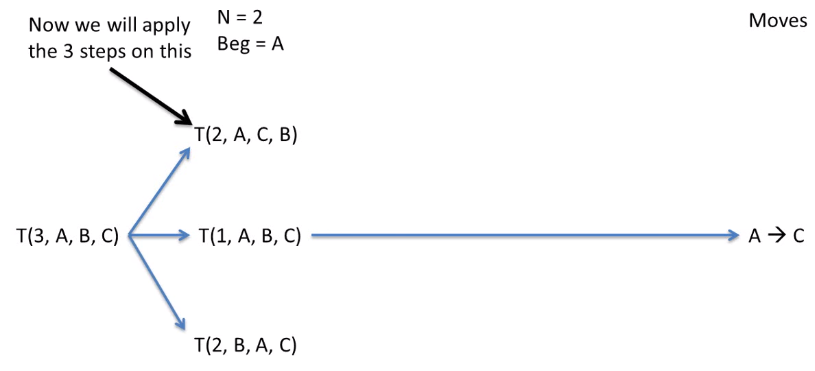 Now we will apply
the 3 steps on this
N = 2
Beg = A
Moves
T(2, A, C, B)
T(3, A, B, C)
T(1, A, B, C)
A → C
T(2, B, A, C)